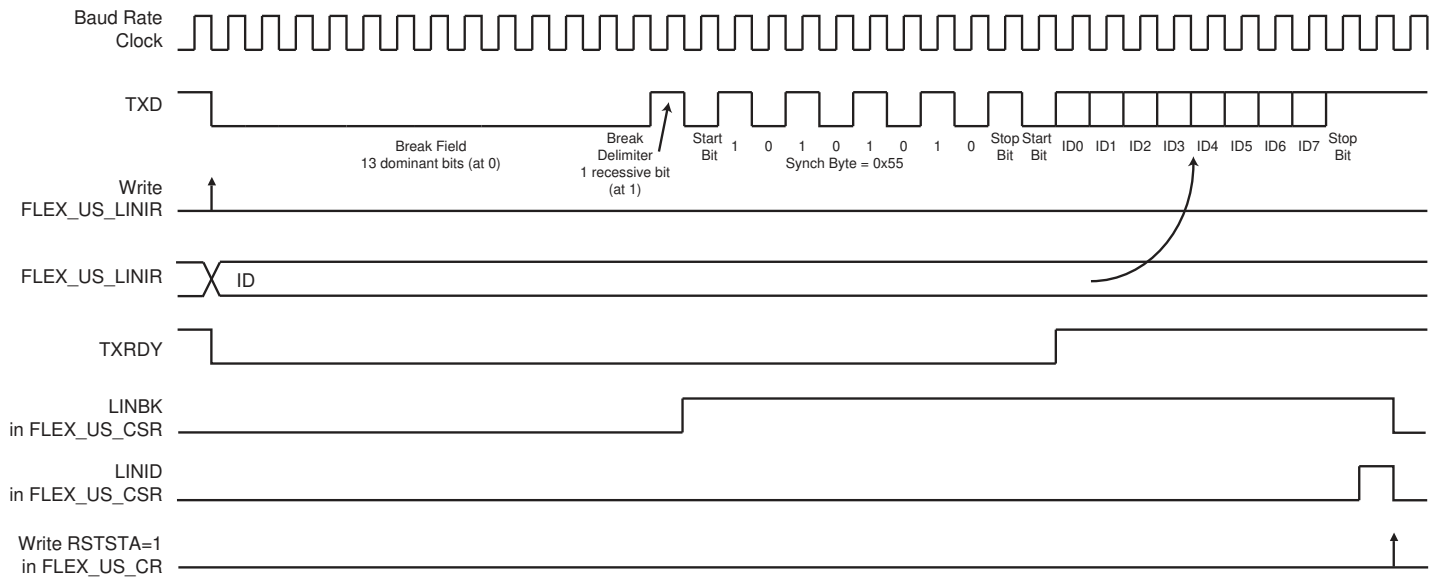 Baud Rate
Clock
TXD
Break Field
13 dominant bits (at 0)
Break
Delimiter
1 recessive bit
(at 1)
Start
Bit
1 0 1 0 1 0 1 0
Synch Byte = 0x55
Stop
Bit
Start
Bit
ID0 ID1 ID2 ID3 ID4 ID5 ID6 ID7
Stop
Bit
Write
FLEX_US_LINIR
FLEX_US_LINIR
ID
TXRDY
LINBK
in FLEX_US_CSR
LINID
in FLEX_US_CSR
Write RSTSTA=1
in FLEX_US_CR